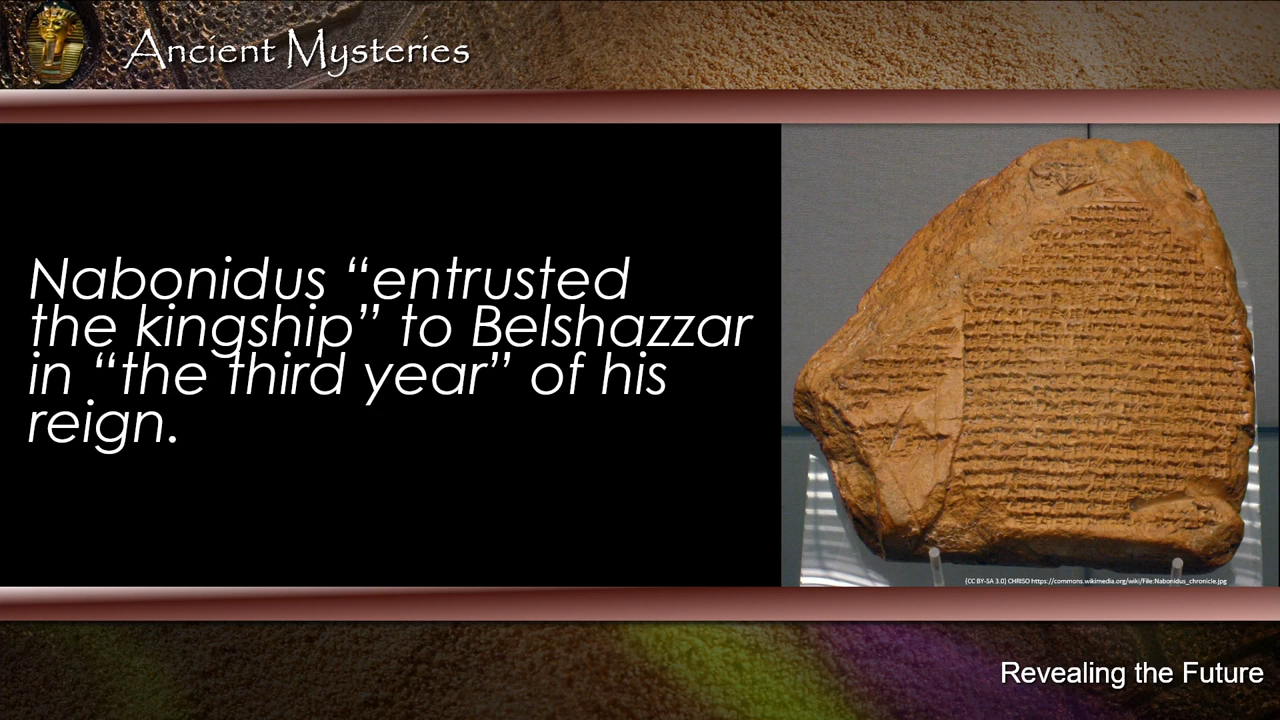 Ancient Mysteries
Nabonidus “entrusted
the kingship” to Belshazzar
in “the third year” of his
reign.
(CC BY-SA 3.0) CHRISO https://commons.wikimedia.org/wiki/File:Nabonidus_chronicle.jpg
Revealing the Future